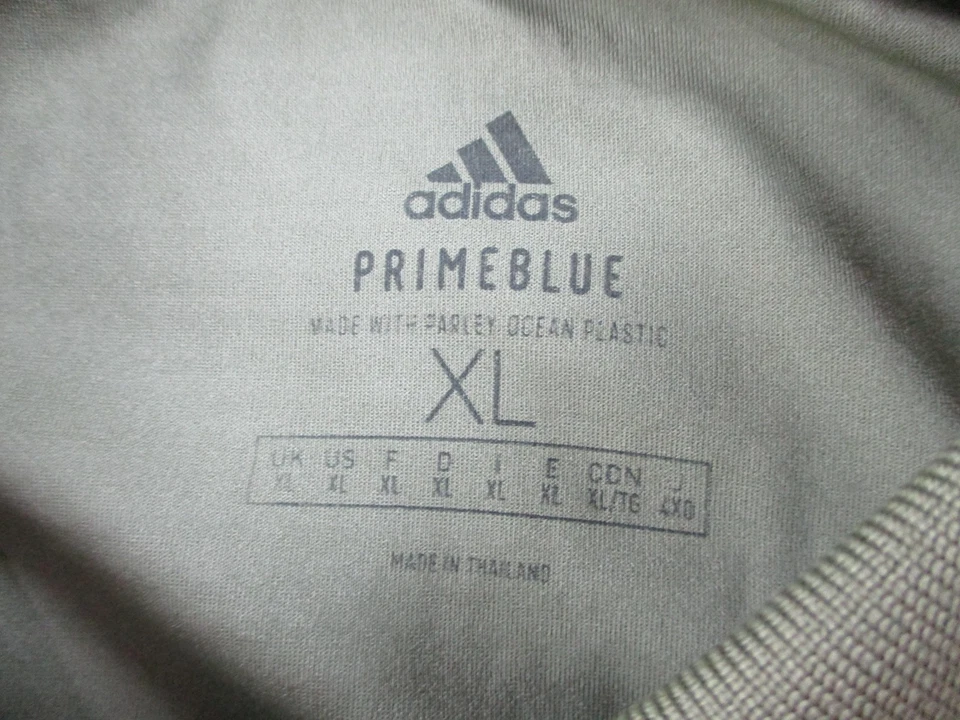 adidas
PRIMEBLUE
MADE WITH PARLEY OCEAN PLASTIC
XL
UK US F D I E CDN J
XL XL XL XL XL XL XL/TG 4XO
MADE IN THAILAND